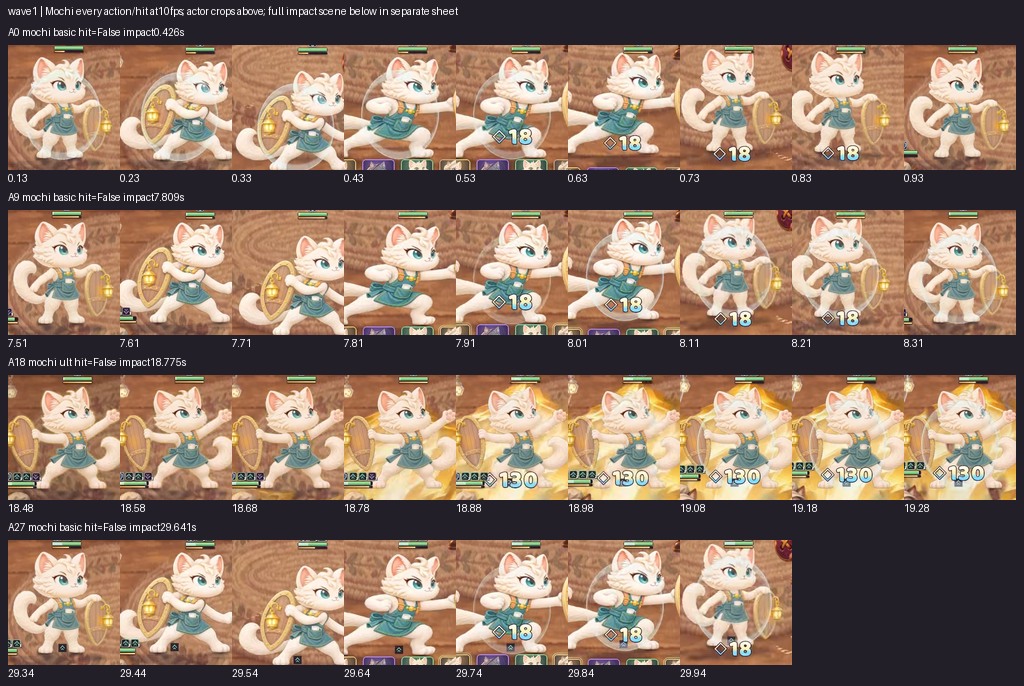 wave1 | Mochi every action/hit at10fps; actor crops above; full impact scene below in separate sheet
A0 mochi basic hit=False impact0.426s
18 18 18 18
0.13 0.23 0.33 0.43 0.53 0.63 0.73 0.83 0.93
A9 mochi basic hit=False impact7.809s
18 18 18 18
7.51 7.61 7.71 7.81 7.91 8.01 8.11 8.21 8.31
A18 mochi ult hit=False impact18.775s
130 130 130 130 130
18.48 18.58 18.68 18.78 18.88 18.98 19.08 19.18 19.28
A27 mochi basic hit=False impact29.641s
18 18 18
29.34 29.44 29.54 29.64 29.74 29.84 29.94